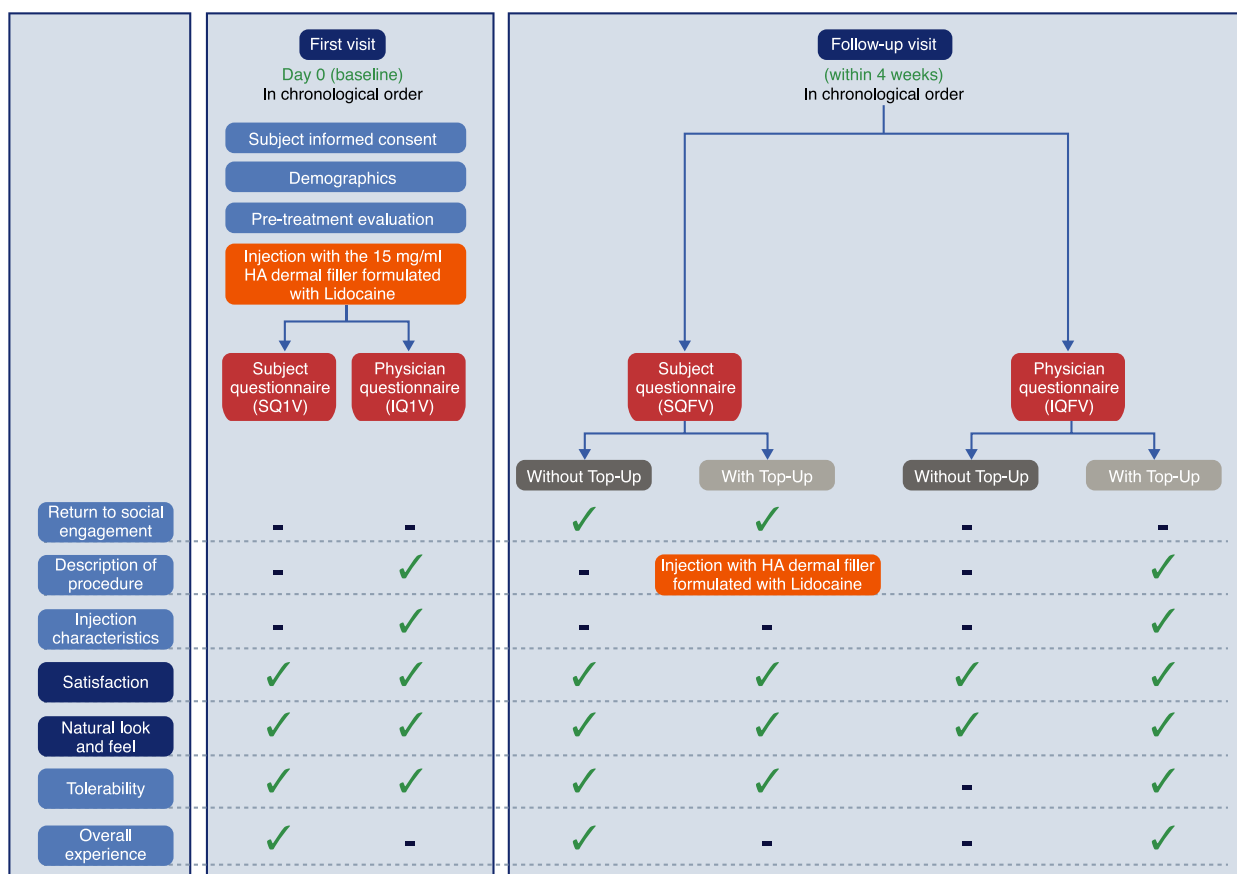 First visit
Day 0 (baseline)
In chronological order
Subject informed consent
Demographics
Pre-treatment evaluation
Injection with the 15 mg/ml
HA dermal filler formulated
with Lidocaine
Subject
questionnaire
(SQ1V)
Physician
questionnaire
(IQ1V)
Follow-up visit
(within 4 weeks)
In chronological order
Subject
questionnaire
(SQFV)
Physician
questionnaire
(IQFV)
Without Top-Up
With Top-Up
Without Top-Up
With Top-Up
Return to social
engagement
- - ✓ ✓ - -
Description of
procedure
- ✓ -
Injection with HA dermal filler
formulated with Lidocaine
- ✓
Injection
characteristics
- ✓ - - - ✓
Satisfaction
✓ ✓ ✓ ✓ ✓ ✓
Natural look
and feel
✓ ✓ ✓ ✓ ✓ ✓
Tolerability
✓ ✓ ✓ ✓ - ✓
Overall
experience
✓ - ✓ - - ✓